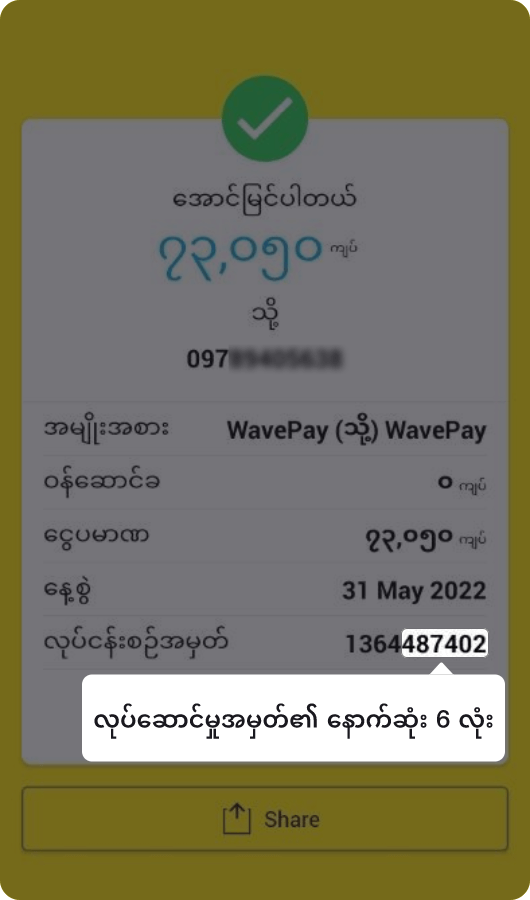 အောင်မြင်ပါတယ်
၇၃,၀၅၀ ကျပ်
သို့
097
အမျိုးအစား WavePay (သို့) WavePay
ဝန်ဆောင်ခ ၀ ကျပ်
ငွေပမာဏ ၇၃,၀၅၀ ကျပ်
နေ့စွဲ 31 May 2022
လုပ်ငန်းစဉ်အမှတ် 1364487402
လုပ်ဆောင်မှုအမှတ်၏ နောက်ဆုံး 6 လုံး
Share